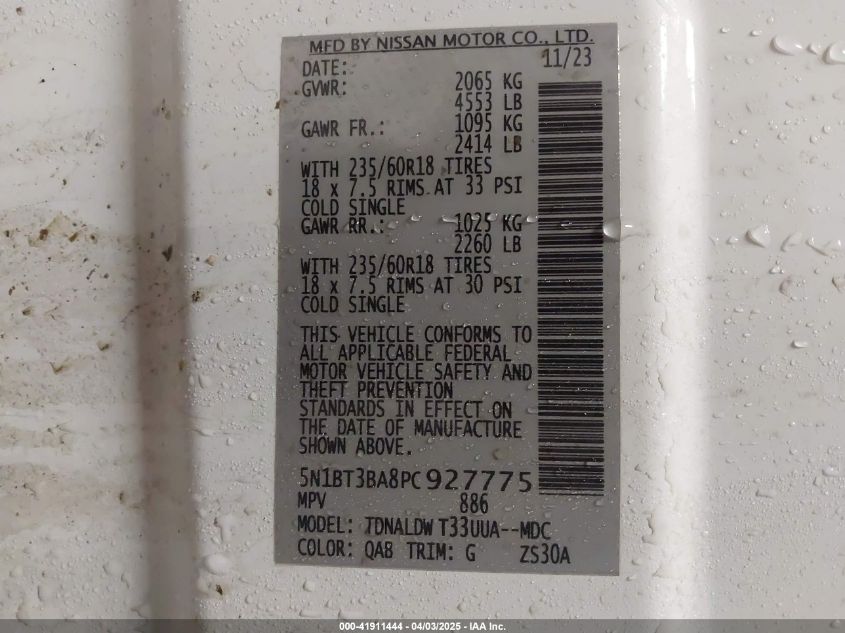 MFD BY NISSAN MOTOR CO., LTD.
DATE: 11/23
GVWR: 2065 KG
4553 LB
GAWR FR.: 1095 KG
2414 LB
WITH 235/60R18 TIRES
18 x 7.5 RIMS AT 33 PSI
COLD SINGLE
GAWR RR.: 1025 KG
2260 LB
WITH 235/60R18 TIRES
18 x 7.5 RIMS AT 30 PSI
COLD SINGLE
THIS VEHICLE CONFORMS TO
ALL APPLICABLE FEDERAL
MOTOR VEHICLE SAFETY AND
THEFT PREVENTION
STANDARDS IN EFFECT ON
THE DATE OF MANUFACTURE
SHOWN ABOVE.
5N1BT3BA8PC927775
MPV 886
MODEL: TDNALDW T33UUA--MDC
COLOR: QAB TRIM: G ZS30A
000-41911444 - 04/03/2025 - IAA Inc.